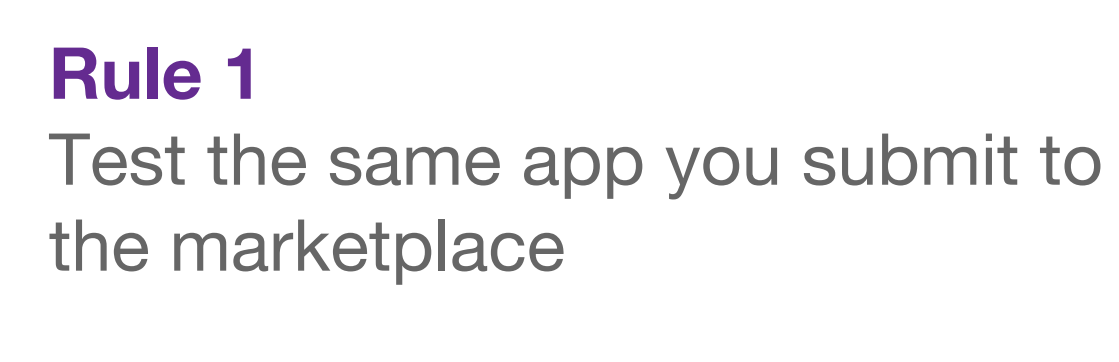 Rule 1
Test the same app you submit to
the marketplace